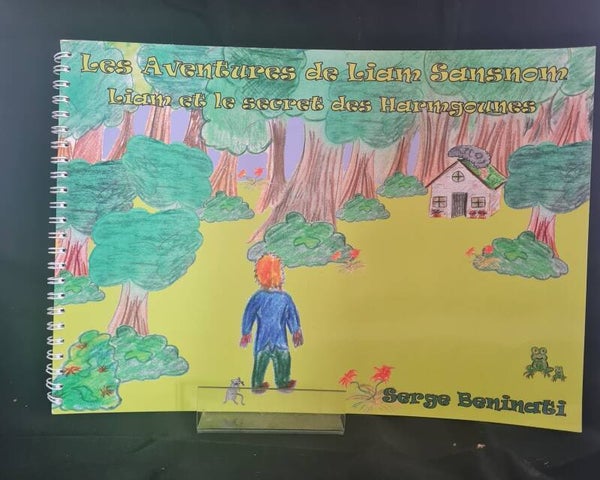 Les Aventures de Liam Sansnom
Liam et le secret des Harmgounes
Serge Beninati